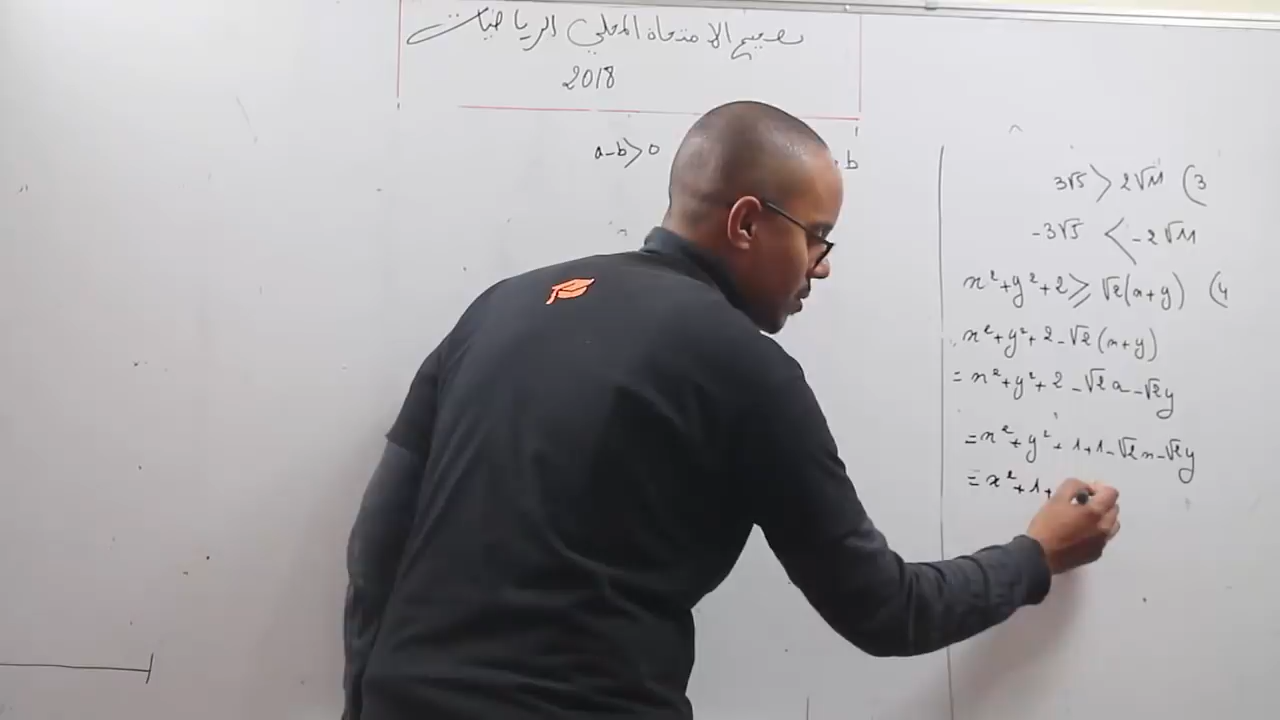 تصحيح الامتحان المحلي الرياضيات
2018
a-b>0
b
3√5 > 2√11 (3
-3√5 < -2√11
x²+y²+2 ≥ √2(x+y) (4
x²+y²+2-√2(x+y)
= x²+y²+2-√2x-√2y
= x²+y²+1+1-√2x-√2y
= x²+1+